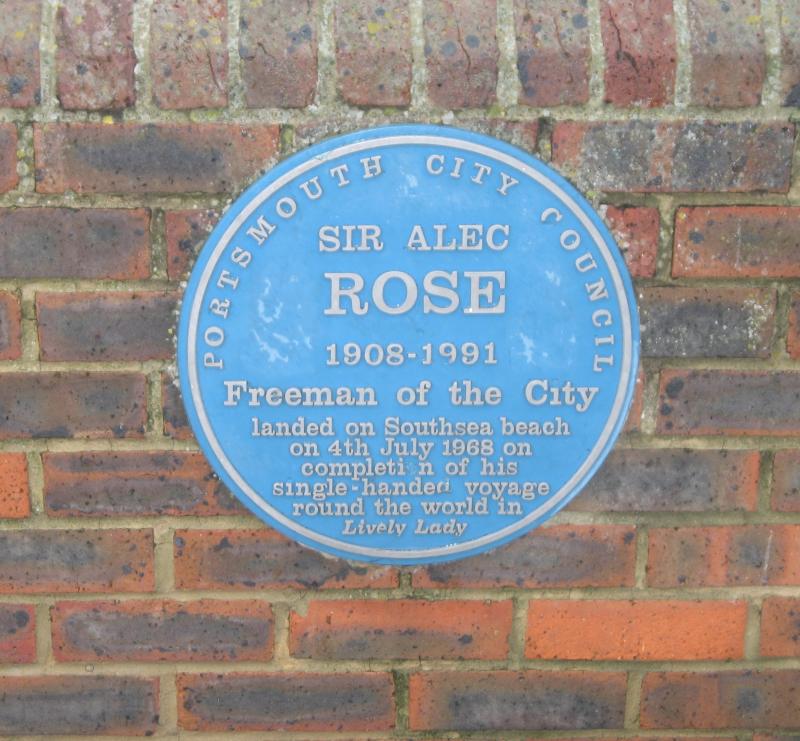 PORTSMOUTH CITY COUNCIL
SIR ALEC
ROSE
1908-1991
Freeman of the City
landed on Southsea beach
on 4th July 1968 on
completi n of his
single-handed voyage
round the world in
Lively Lady